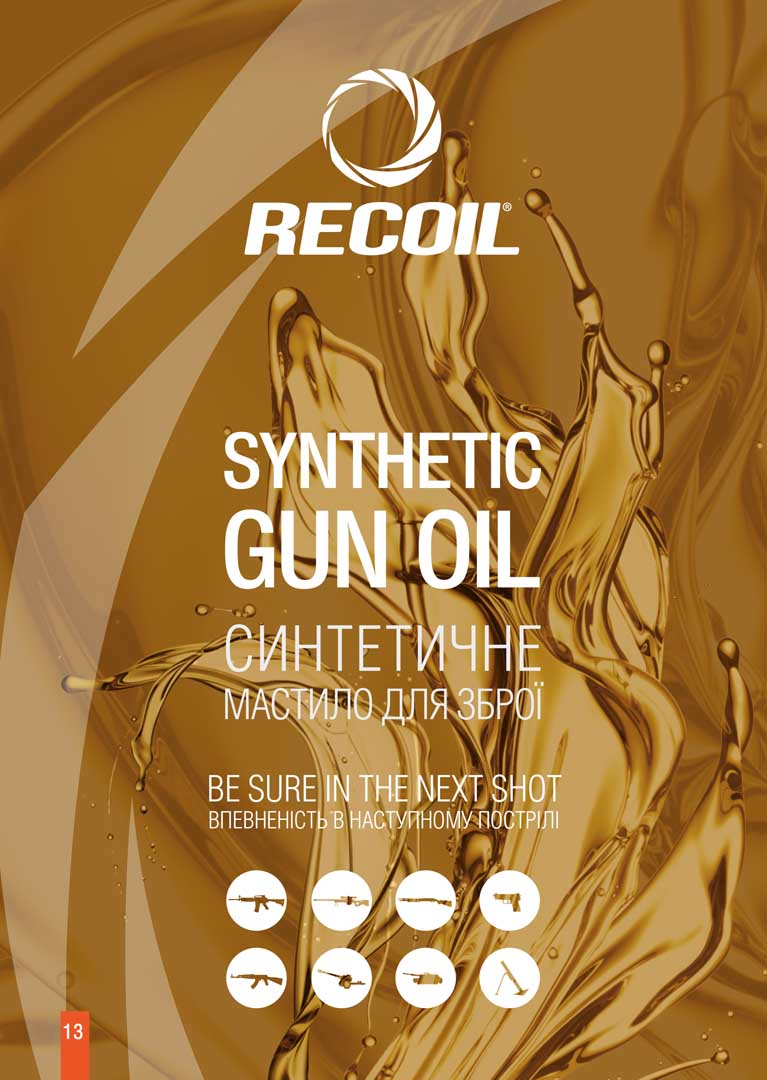 RECOIL®
SYNTHETIC
GUN OIL
СИНТЕТИЧНЕ
МАСТИЛО ДЛЯ ЗБРОЇ
BE SURE IN THE NEXT SHOT
ВПЕВНЕНІСТЬ В НАСТУПНОМУ ПОСТРІЛІ
13